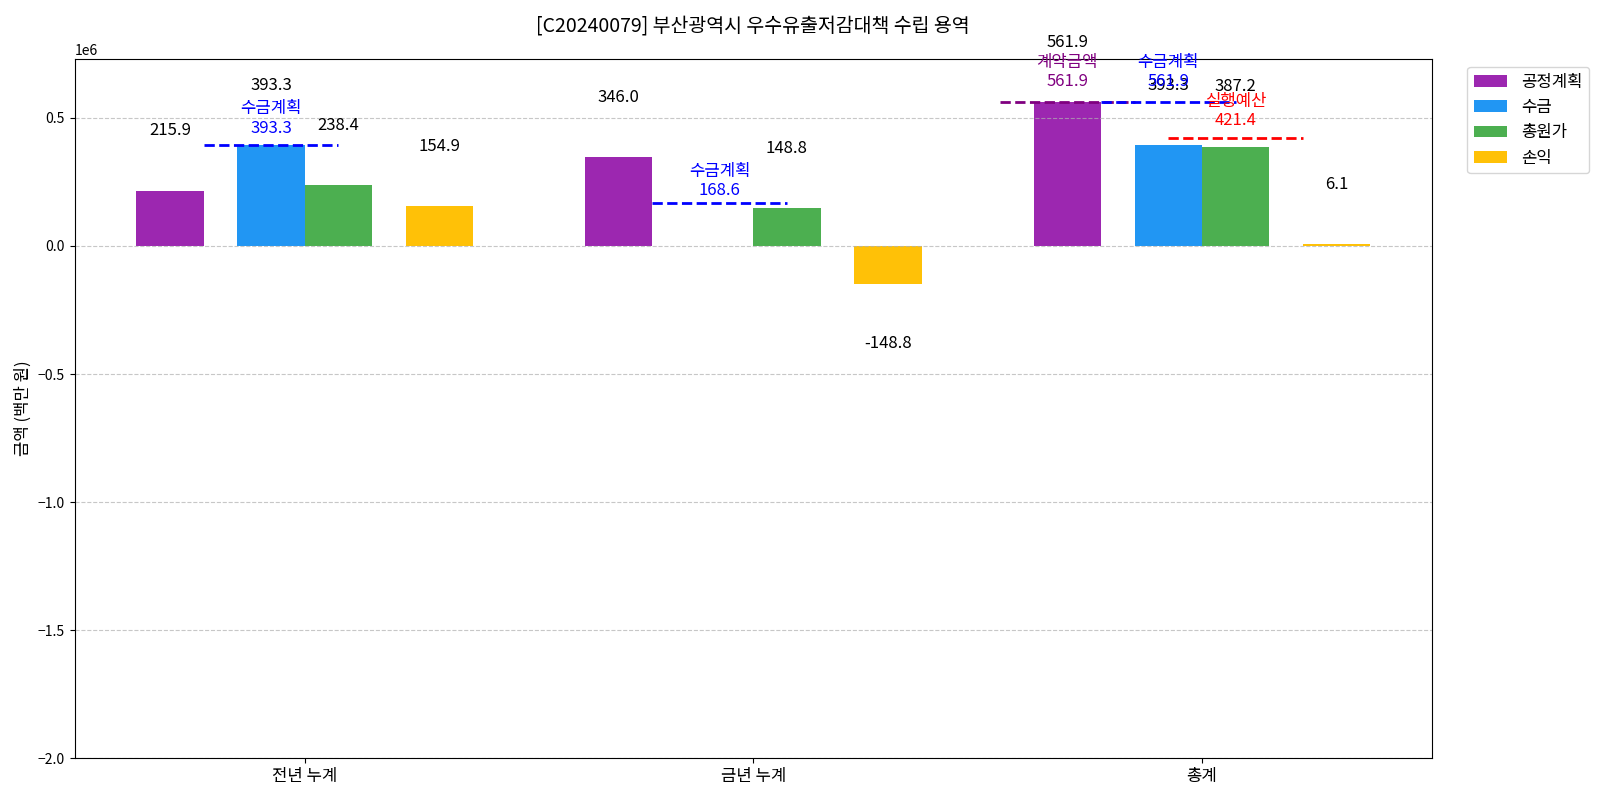 [C20240079] 부산광역시 우수유출저감대책 수립 용역
1e6
금액 (백만 원)
0.5
0.0
−0.5
−1.0
−1.5
−2.0
215.9
393.3
수금계획
393.3
238.4
154.9
346.0
수금계획
168.6
148.8
-148.8
561.9
계약금액
561.9
수금계획
561.9
393.3
387.2
실행예산
421.4
6.1
전년 누계
금년 누계
총계
공정계획
수금
총원가
손익